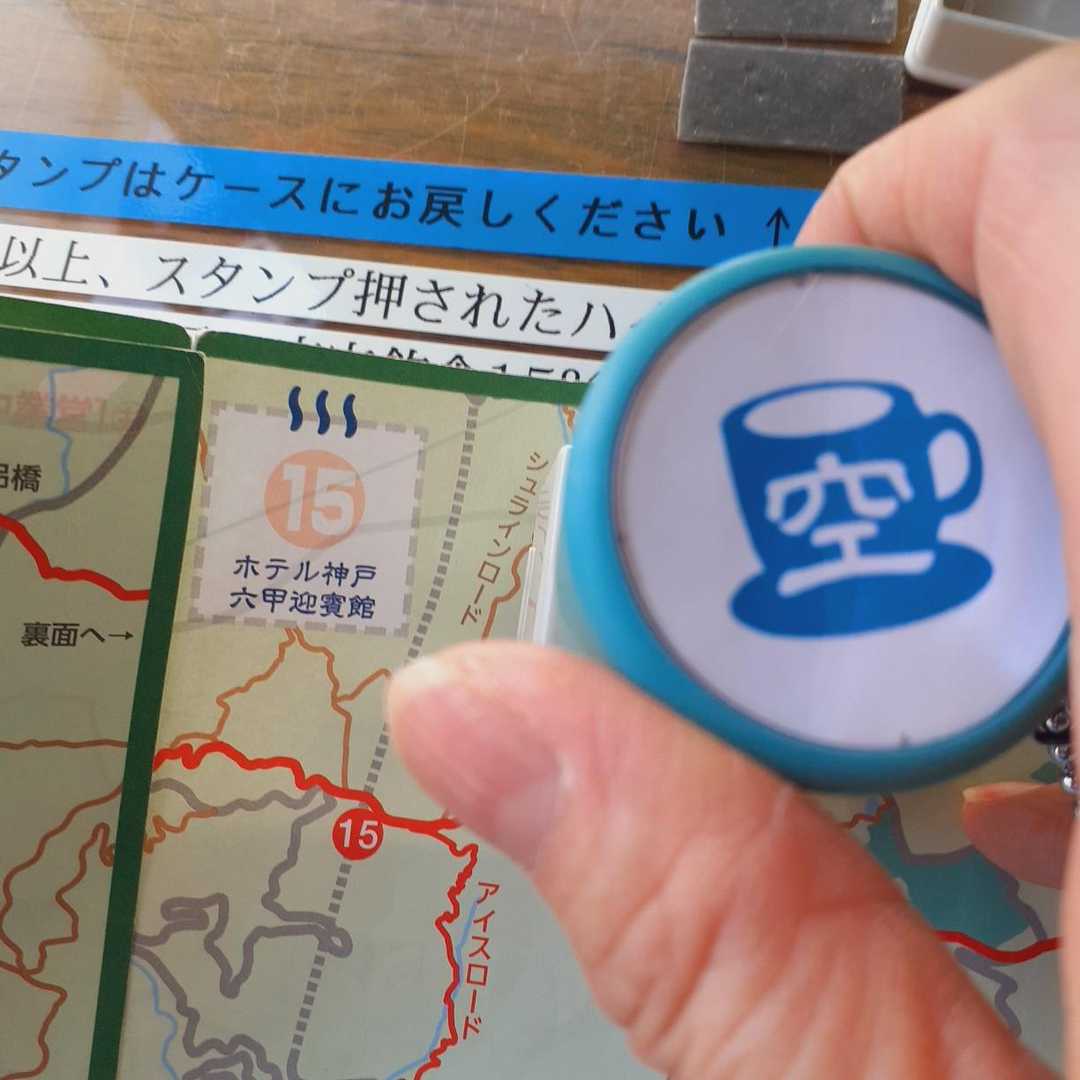 タンプはケースにお戻しください ↑
以上、スタンプ押されたハ
15
ホテル神戸
六甲迎賓館
シュラインロード
空
呂橋
裏面へ→
15
アイスロード